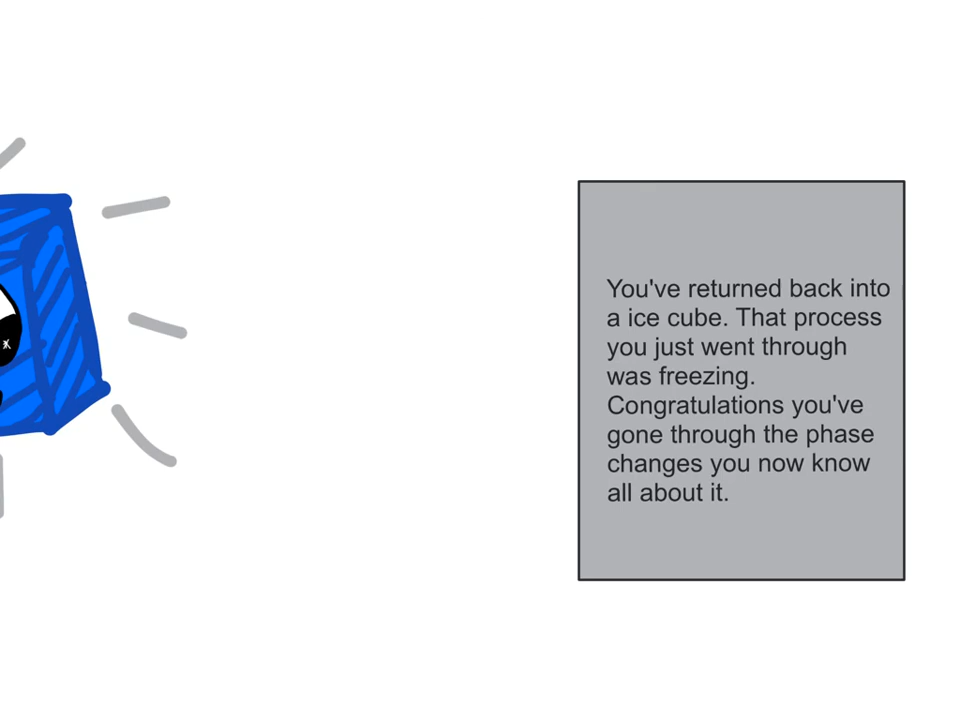 You've returned back into
a ice cube. That process
you just went through
was freezing.
Congratulations you've
gone through the phase
changes you now know
all about it.